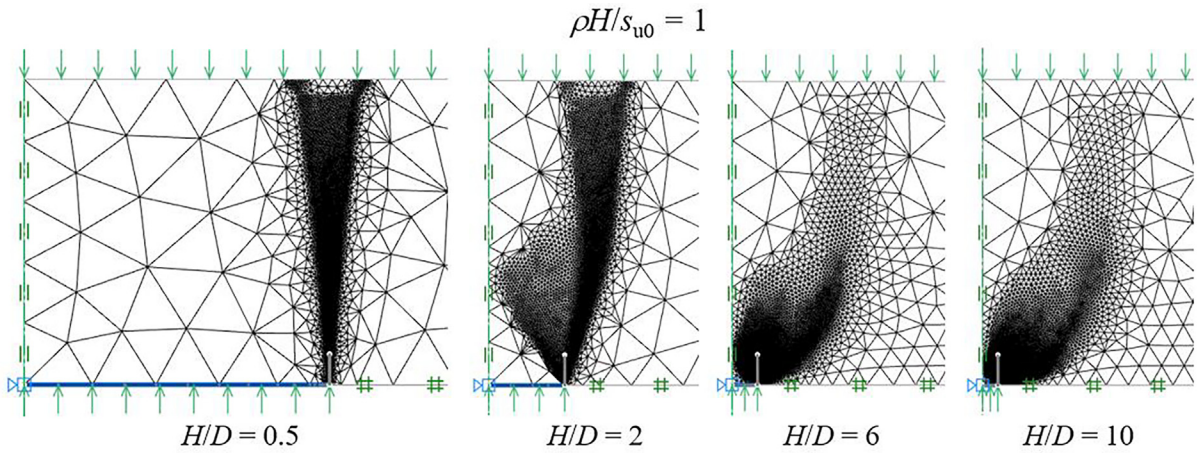 ρH/su0 = 1
H/D = 0.5
H/D = 2
H/D = 6
H/D = 10